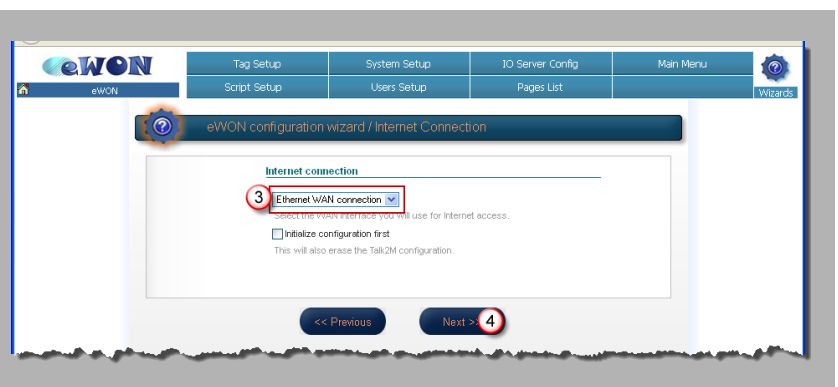 eWON
Tag Setup System Setup IO Server Config Main Menu
eWON Script Setup Users Setup Pages List Wizards
eWON configuration wizard / Internet Connection
Internet connection
3 Ethernet WAN connection
Select the WAN interface you will use for Internet access.
Initialize configuration first
This will also erase the Talk2M configuration.
<< Previous Next > 4